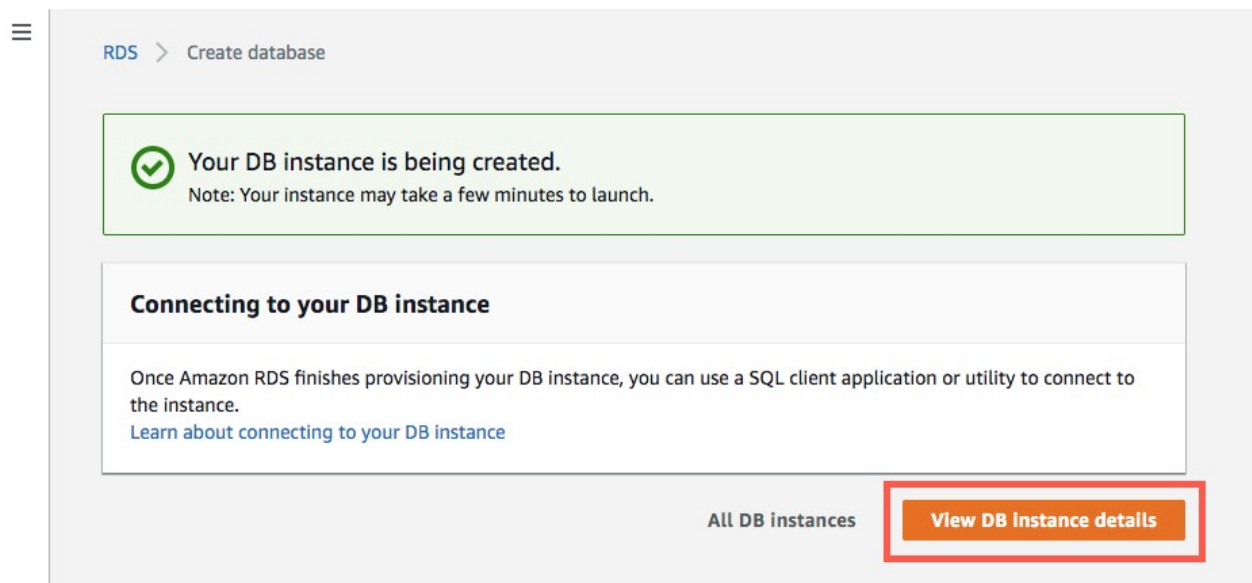 RDS > Create database
Your DB instance is being created.
Note: Your instance may take a few minutes to launch.
Connecting to your DB instance
Once Amazon RDS finishes provisioning your DB instance, you can use a SQL client application or utility to connect to
the instance.
Learn about connecting to your DB instance
All DB instances View DB instance details